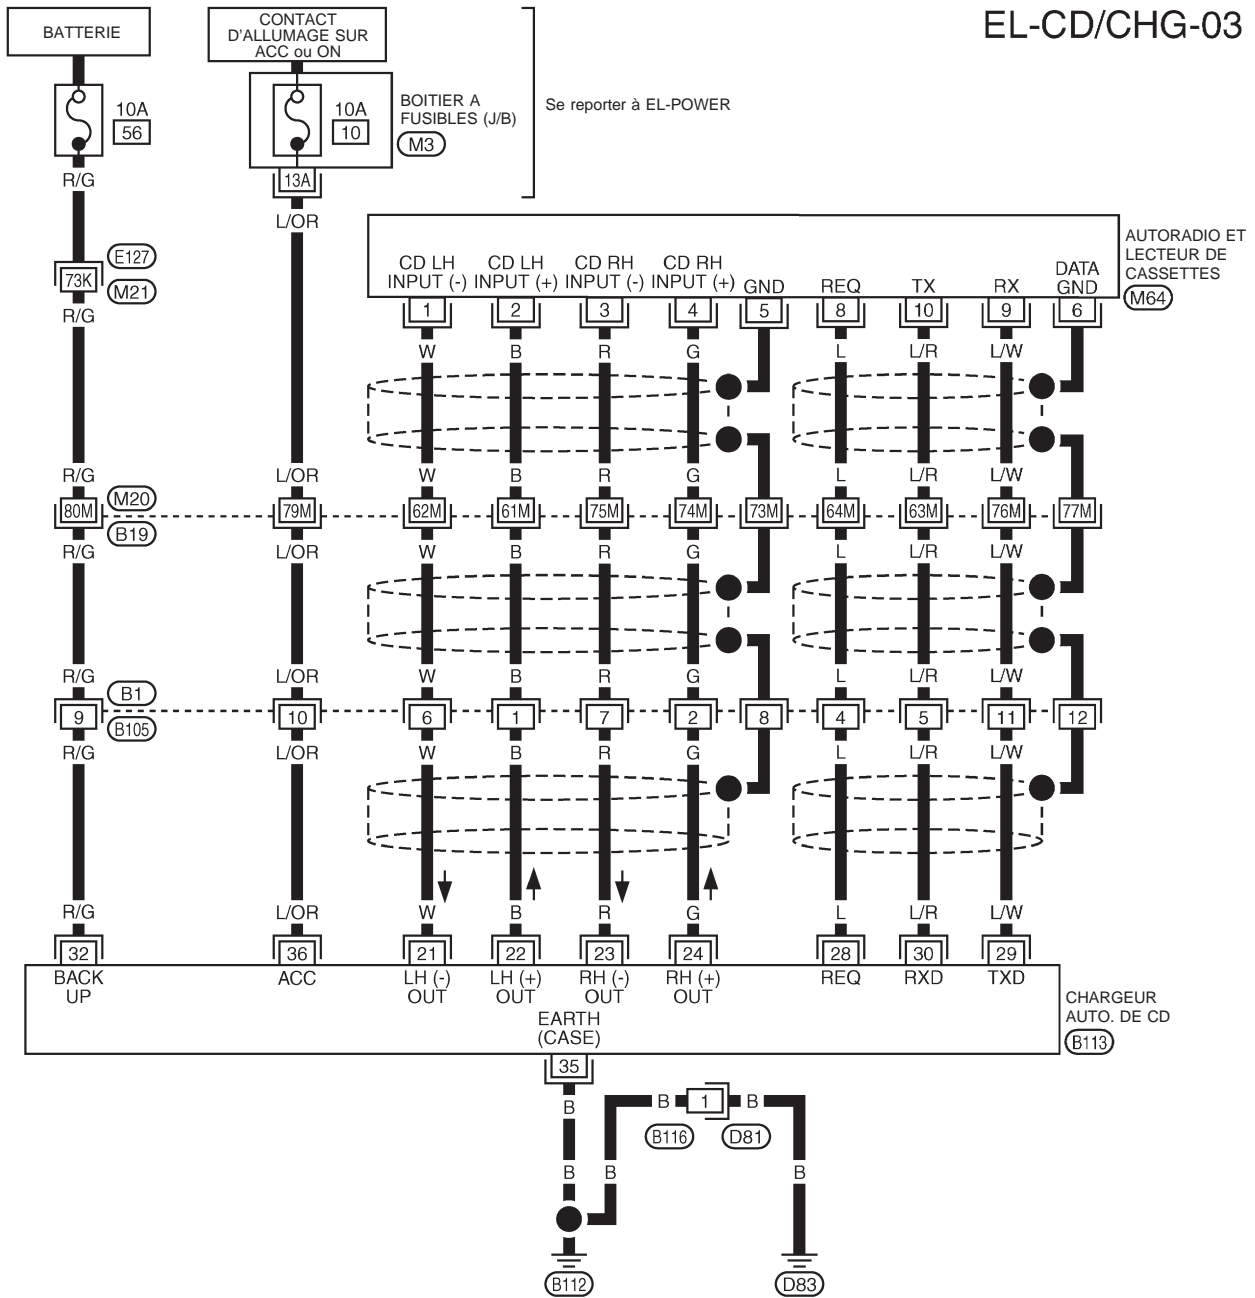 EL-CD/CHG-03
BATTERIE
CONTACT
D'ALLUMAGE SUR
ACC ou ON
10A
56
10A
10
BOITIER A
FUSIBLES (J/B)
M3
Se reporter à EL-POWER
13A
R/G
L/OR
73K
E127
M21
R/G
AUTORADIO ET
LECTEUR DE
CASSETTES
M64
CD LH
INPUT (-)
CD LH
INPUT (+)
CD RH
INPUT (-)
CD RH
INPUT (+)
GND
REQ
TX
RX
DATA
GND
1 2 3 4 5 8 10 9 6
W B R G L L/R L/W
R/G L/OR W B R G L L/R L/W
M20
80M 79M 62M 61M 75M 74M 73M 64M 63M 76M 77M
B19
R/G L/OR W B R G L L/R L/W
R/G L/OR W B R G L L/R L/W
B1
9 10 6 1 7 2 8 4 5 11 12
B105
R/G L/OR W B R G L L/R L/W
R/G L/OR W B R G L L/R L/W
32 36 21 22 23 24 28 30 29
BACK
UP
ACC
LH (-)
OUT
LH (+)
OUT
RH (-)
OUT
RH (+)
OUT
REQ
RXD
TXD
EARTH
(CASE)
CHARGEUR
AUTO. DE CD
B113
35
B
B 1 B
B116
D81
B B B
B112
D83